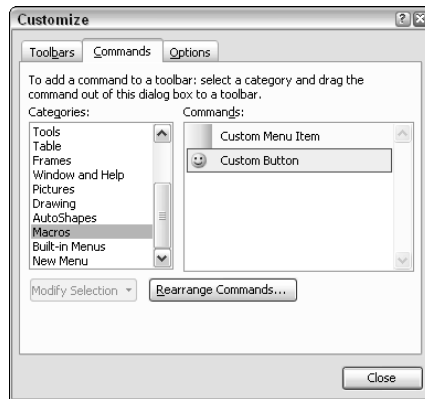 Customize
Toolbars Commands Options
To add a command to a toolbar: select a category and drag the
command out of this dialog box to a toolbar.
Categories: Commands:
Tools
Table
Frames
Window and Help
Pictures
Drawing
AutoShapes
Macros
Built-in Menus
New Menu
Custom Menu Item
Custom Button
Modify Selection
Rearrange Commands...
Close